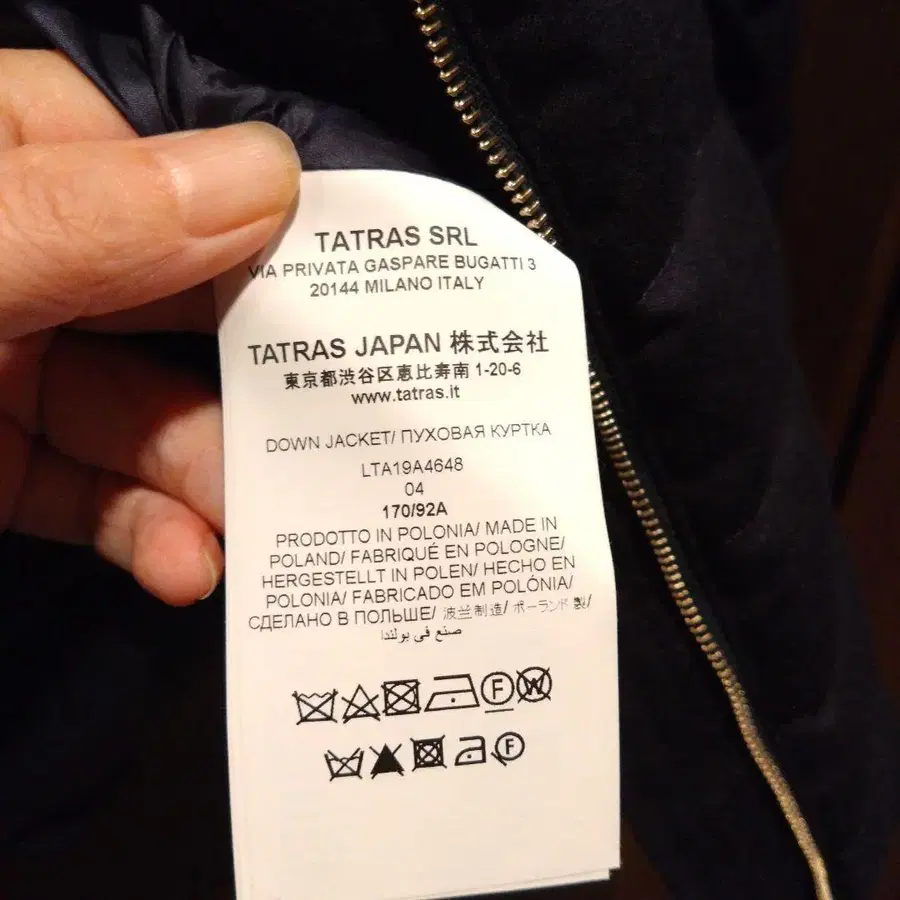 TATRAS SRL
VIA PRIVATA GASPARE BUGATTI 3
20144 MILANO ITALY
TATRAS JAPAN 株式会社
東京都渋谷区恵比寿南 1-20-6
www.tatras.it
DOWN JACKET/ ПУХОВАЯ КУРТКА
LTA19A4648
04
170/92A
PRODOTTO IN POLONIA/ MADE IN
POLAND/ FABRIQUÉ EN POLOGNE/
HERGESTELLT IN POLEN/ HECHO EN
POLONIA/ FABRICADO EM POLÓNIA/
СДЕЛАНО В ПОЛЬШЕ/ 波兰制造/ ポーランド製/
صنع في بولندا
F W
F